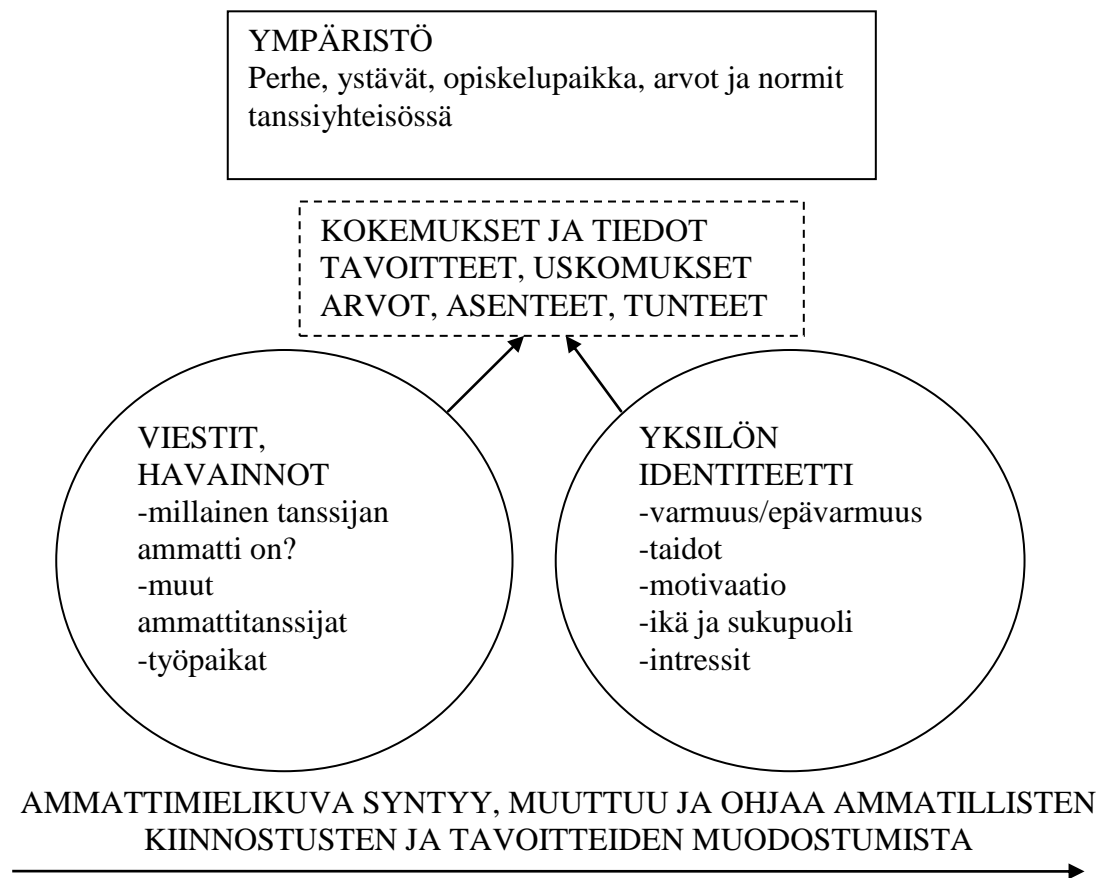 YMPÄRISTÖ
Perhe, ystävät, opiskelupaikka, arvot ja normit
tanssiyhteisössä
KOKEMUKSET JA TIEDOT
TAVOITTEET, USKOMUKSET
ARVOT, ASENTEET, TUNTEET
VIESTIT,
HAVAINNOT
-millainen tanssijan
ammatti on?
-muut
ammattitanssijat
-työpaikat
YKSILÖN
IDENTITEETTI
-varmuus/epävarmuus
-taidot
-motivaatio
-ikä ja sukupuoli
-intressit
AMMATTIMIELIKUVA SYNTYY, MUUTTUU JA OHJAA AMMATILLISTEN
KIINNOSTUSTEN JA TAVOITTEIDEN MUODOSTUMISTA